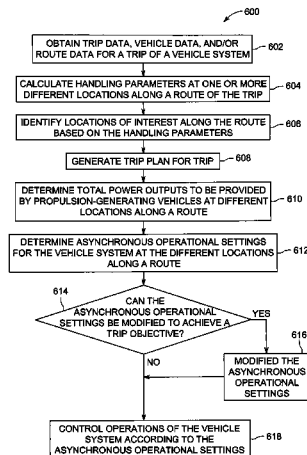 600
OBTAIN TRIP DATA, VEHICLE DATA, AND/OR
ROUTE DATA FOR A TRIP OF A VEHICLE SYSTEM
602
CALCULATE HANDLING PARAMETERS AT ONE OR MORE
DIFFERENT LOCATIONS ALONG A ROUTE OF THE TRIP
604
IDENTIFY LOCATIONS OF INTEREST ALONG THE ROUTE
BASED ON THE HANDLING PARAMETERS
606
GENERATE TRIP PLAN FOR TRIP
608
DETERMINE TOTAL POWER OUTPUTS TO BE PROVIDED
BY PROPULSION-GENERATING VEHICLES AT DIFFERENT
LOCATIONS ALONG A ROUTE
610
DETERMINE ASYNCHRONOUS OPERATIONAL SETTINGS
FOR THE VEHICLE SYSTEM AT THE DIFFERENT LOCATIONS
ALONG A ROUTE
612
614
CAN THE
ASYNCHRONOUS OPERATIONAL
SETTINGS BE MODIFIED TO ACHIEVE A
TRIP OBJECTIVE?
YES
616
NO
MODIFIED THE
ASYNCHRONOUS
OPERATIONAL
SETTINGS
CONTROL OPERATIONS OF THE VEHICLE
SYSTEM ACCORDING TO THE
ASYNCHRONOUS OPERATIONAL SETTINGS
618